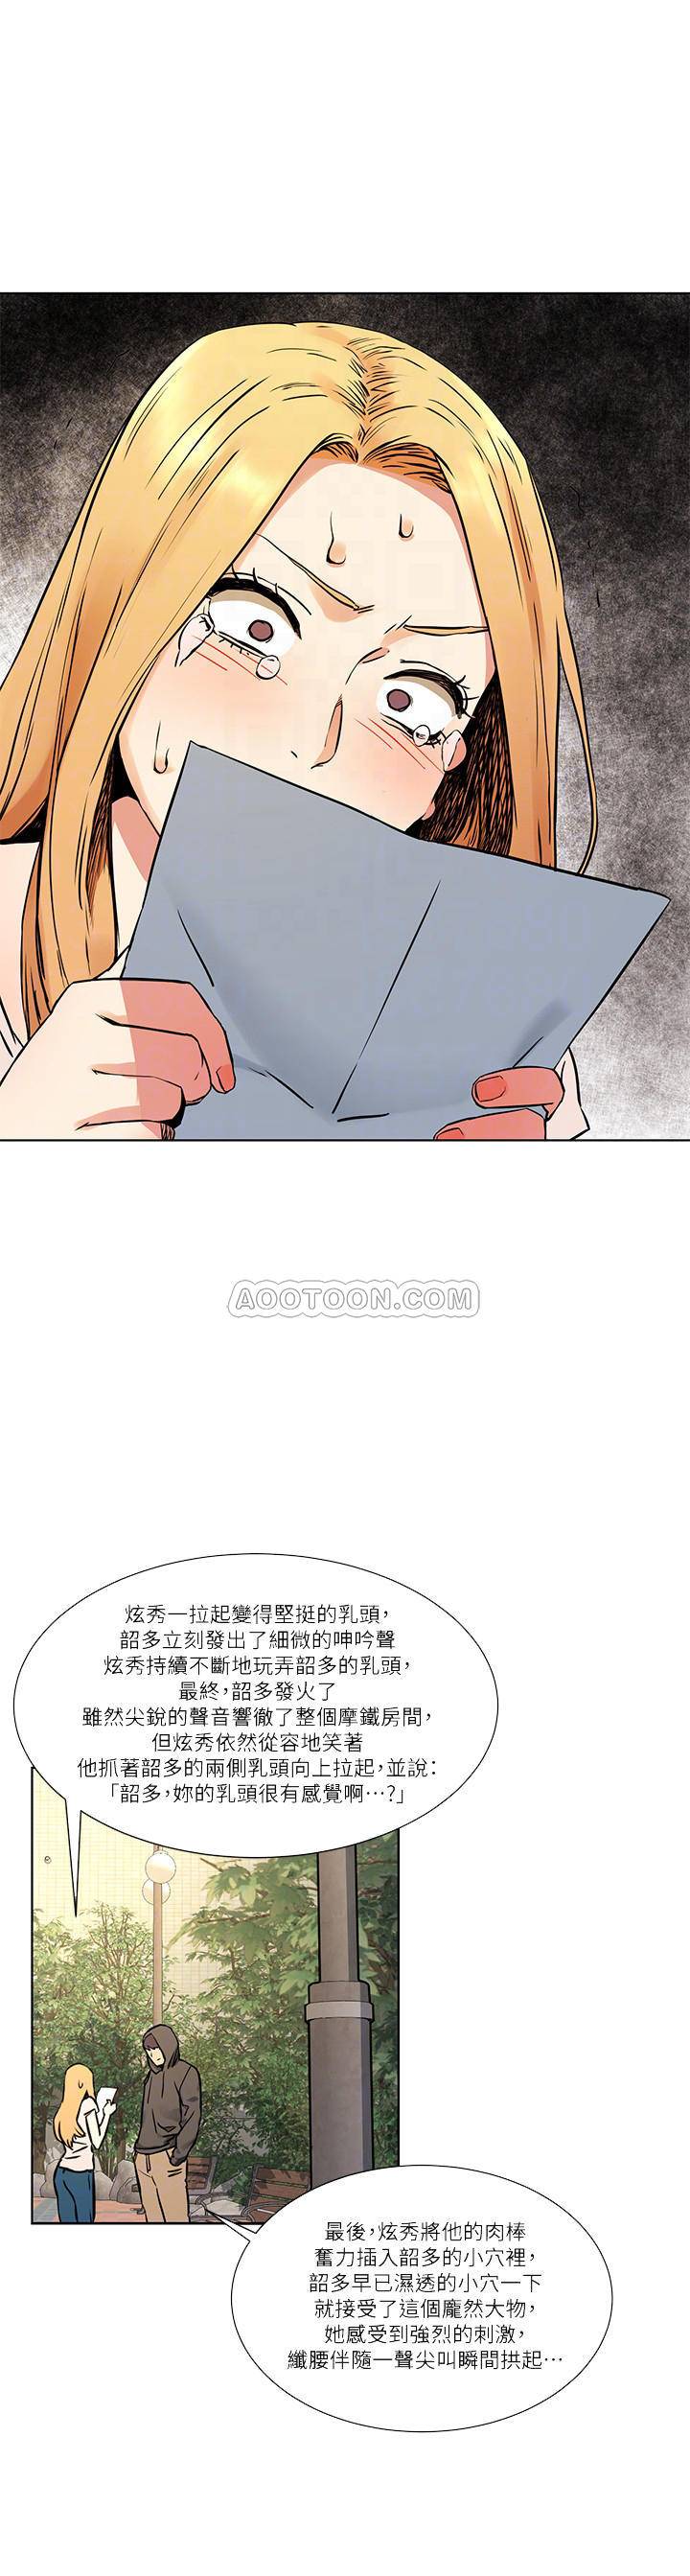 AOOTOON.COM
炫秀一拉起變得堅挺的乳頭,
韶多立刻發出了細微的呻吟聲
炫秀持續不斷地玩弄韶多的乳頭,
最終,韶多發火了
雖然尖銳的聲音響徹了整個摩鐵房間,
但炫秀依然從容地笑著
他抓著韶多的兩側乳頭向上拉起,並說:
「韶多,妳的乳頭很有感覺啊…?」
最後,炫秀將他的肉棒
奮力插入韶多的小穴裡,
韶多早已濕透的小穴一下
就接受了這個龐然大物,
她感受到強烈的刺激,
纖腰伴隨一聲尖叫瞬間拱起…